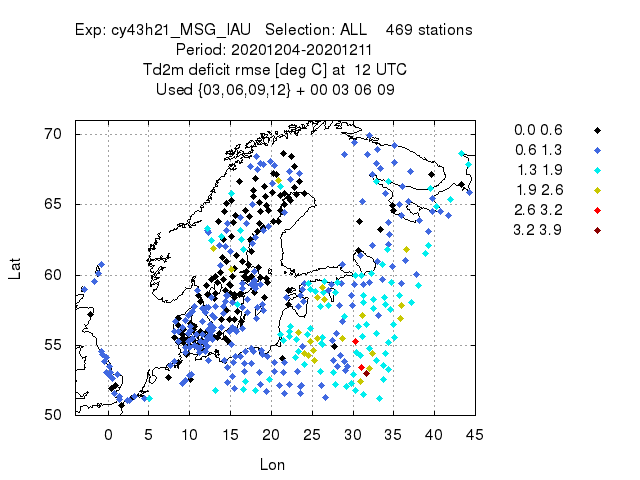 Exp: cy43h21_MSG_IAU Selection: ALL 469 stations
Period: 20201204-20201211
Td2m deficit rmse [deg C] at 12 UTC
Used {03,06,09,12} + 00 03 06 09
0.0 0.6
0.6 1.3
1.3 1.9
1.9 2.6
2.6 3.2
3.2 3.9
70
65
60
55
50
Lat
0 5 10 15 20 25 30 35 40 45
Lon